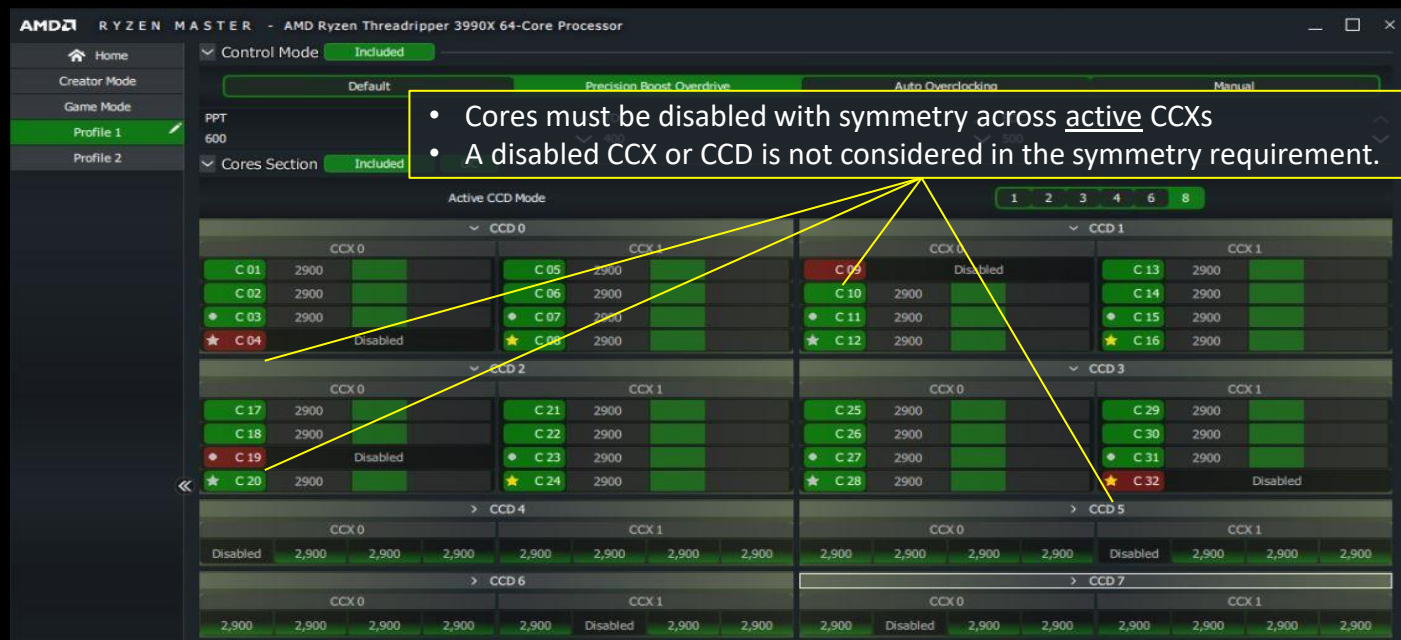 AMD RYZEN MASTER - AMD Ryzen Threadripper 3990X 64-Core Processor
Home
Creator Mode
Game Mode
Profile 1
Profile 2
Control Mode Included
Default Precision Boost Overdrive Auto Overclocking Manual
• Cores must be disabled with symmetry across active CCXs
• A disabled CCX or CCD is not considered in the symmetry requirement.
PPT
600 400 500
Cores Section Included
Active CCD Mode 1 2 3 4 6 8
CCD 0 CCD 1
CCX 0 CCX 1 CCX 0 CCX 1
C 01 2900 C 05 2900 C 09 Disabled C 13 2900
C 02 2900 C 06 2900 C 10 2900 C 14 2900
C 03 2900 C 07 2900 C 11 2900 C 15 2900
C 04 Disabled C 08 2900 C 12 2900 C 16 2900
CCD 2 CCD 3
CCX 0 CCX 1 CCX 0 CCX 1
C 17 2900 C 21 2900 C 25 2900 C 29 2900
C 18 2900 C 22 2900 C 26 2900 C 30 2900
C 19 Disabled C 23 2900 C 27 2900 C 31 2900
C 20 2900 C 24 2900 C 28 2900 C 32 Disabled
CCD 4 CCD 5
CCX 0 CCX 1 CCX 0 CCX 1
Disabled 2,900 2,900 2,900 2,900 2,900 2,900 2,900 2,900 2,900 2,900 2,900 Disabled 2,900 2,900 2,900
CCD 6 CCD 7
CCX 0 CCX 1 CCX 0 CCX 1
2,900 2,900 2,900 2,900 2,900 Disabled 2,900 2,900 2,900 Disabled 2,900 2,900 2,900 2,900 2,900 2,900